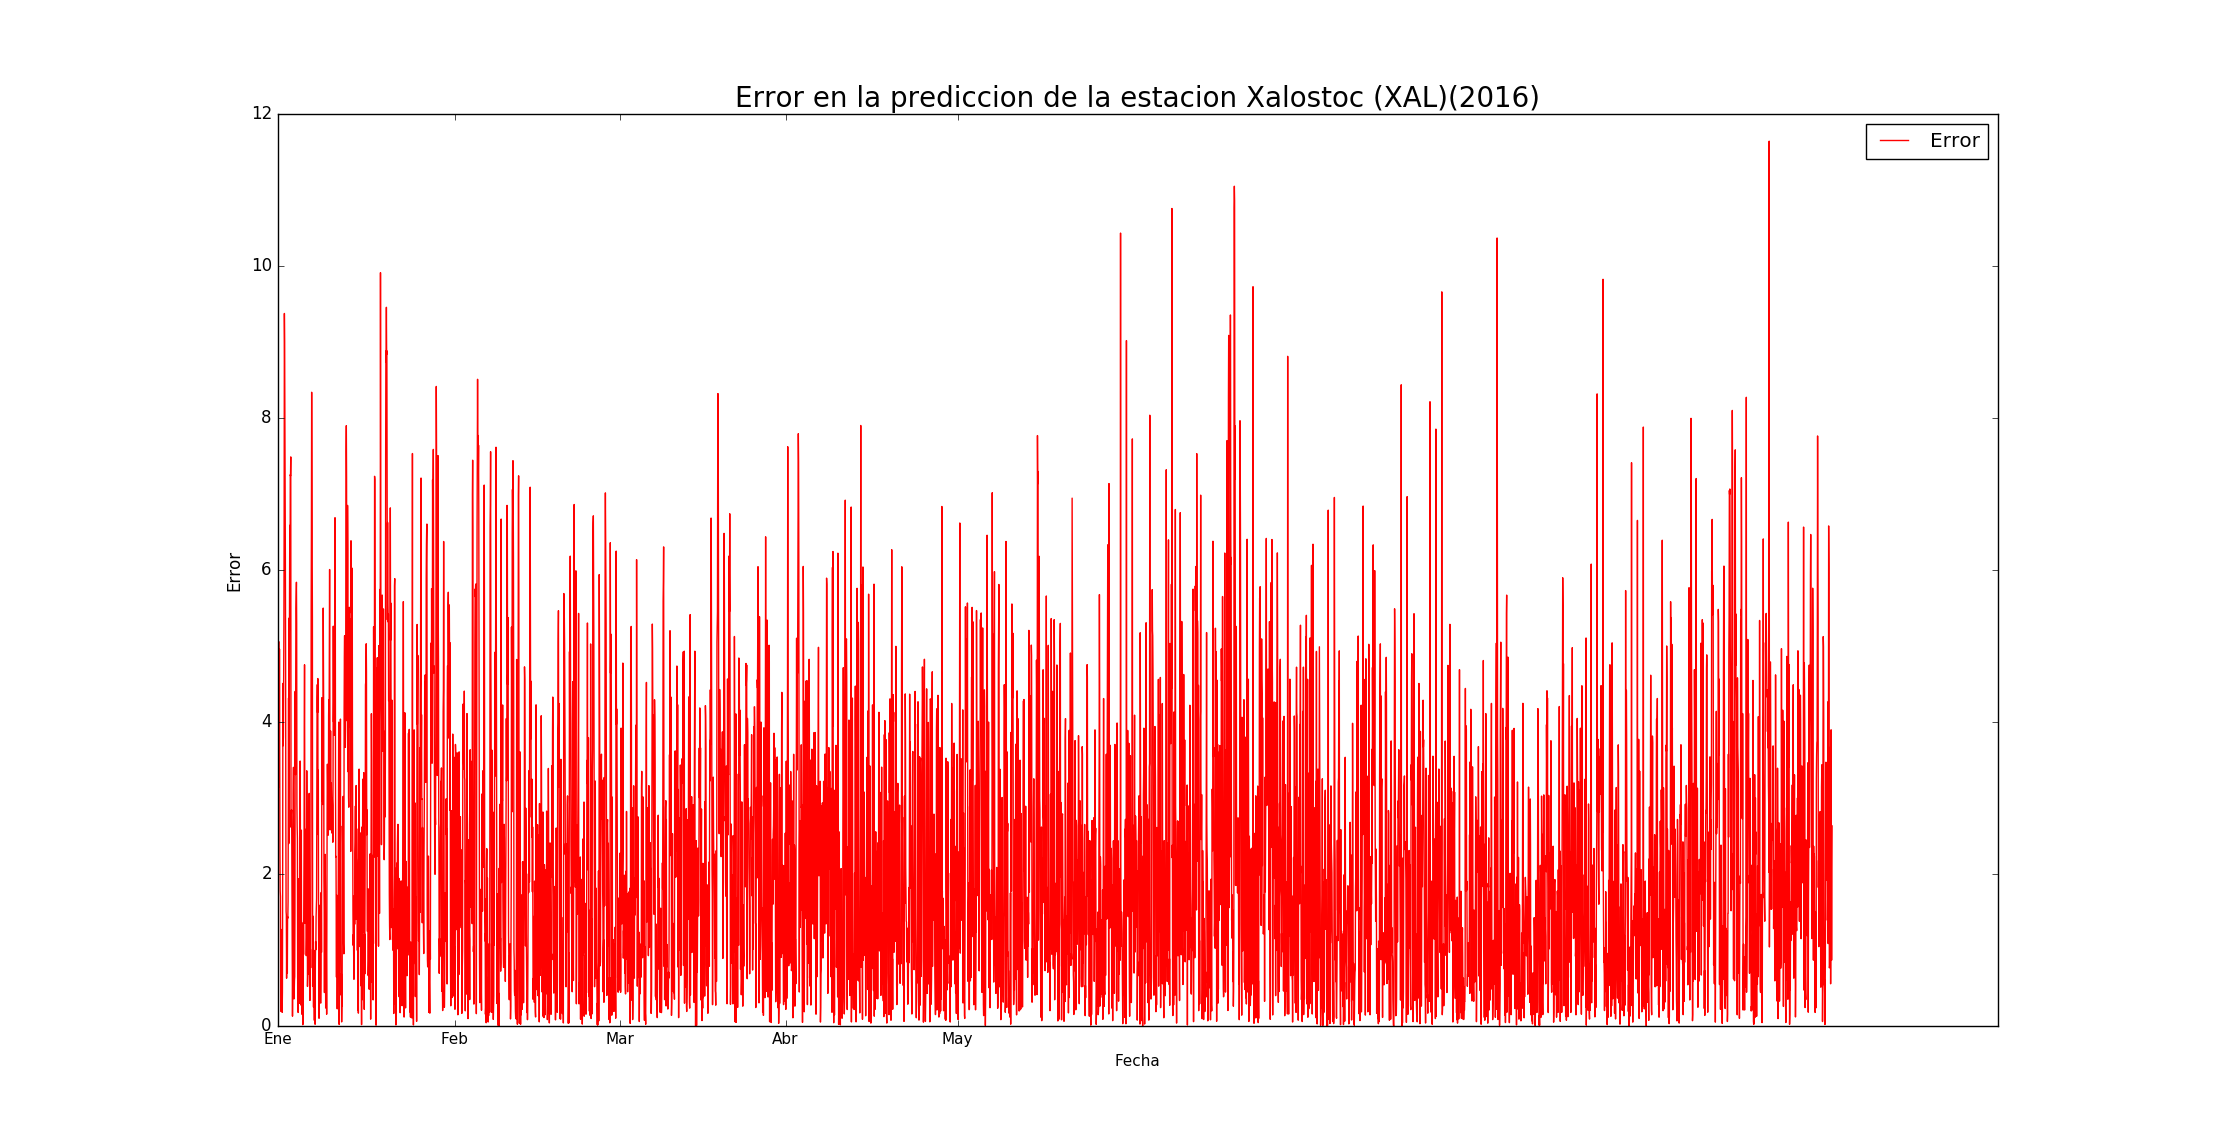 Error en la prediccion de la estacion Xalostoc (XAL)(2016)
12
10
8
6
4
2
0
Error
Error
Ene Feb Mar Abr May
Fecha